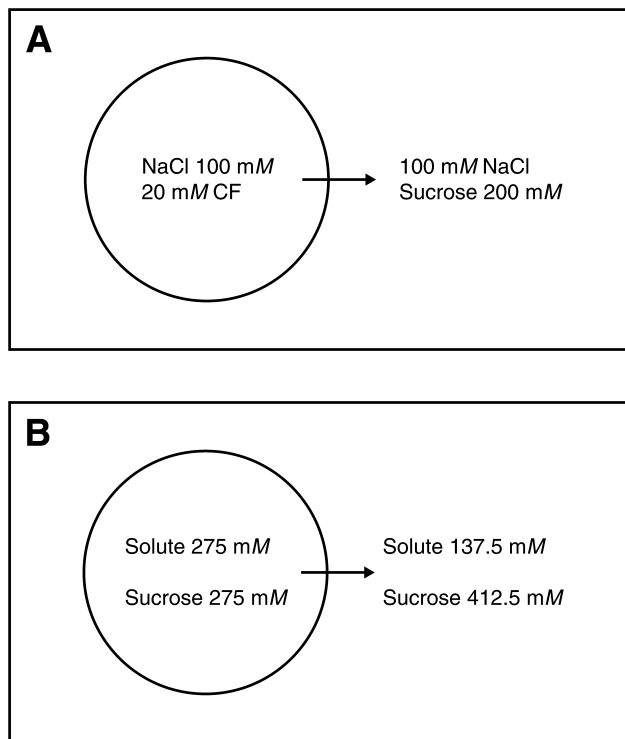 A
NaCl 100 mM
20 mM CF
100 mM NaCl
Sucrose 200 mM
B
Solute 275 mM
Sucrose 275 mM
Solute 137.5 mM
Sucrose 412.5 mM